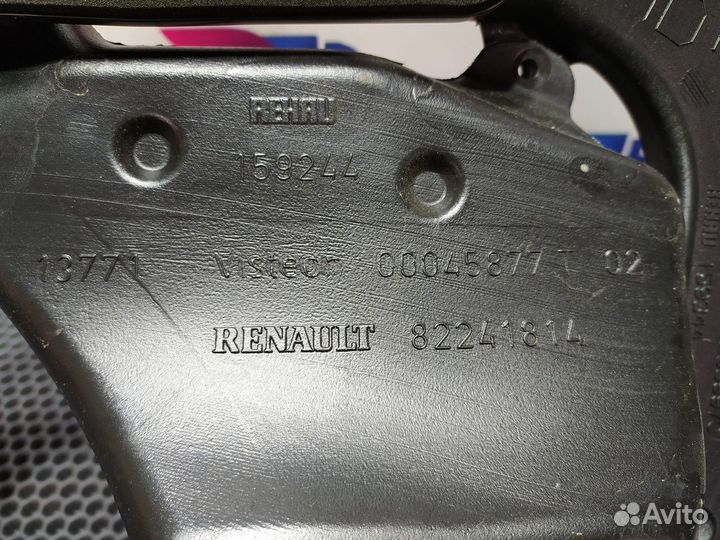 REHAU
159244
13771 Visteon 00045877 T 02
RENAULT 82241814
Avito